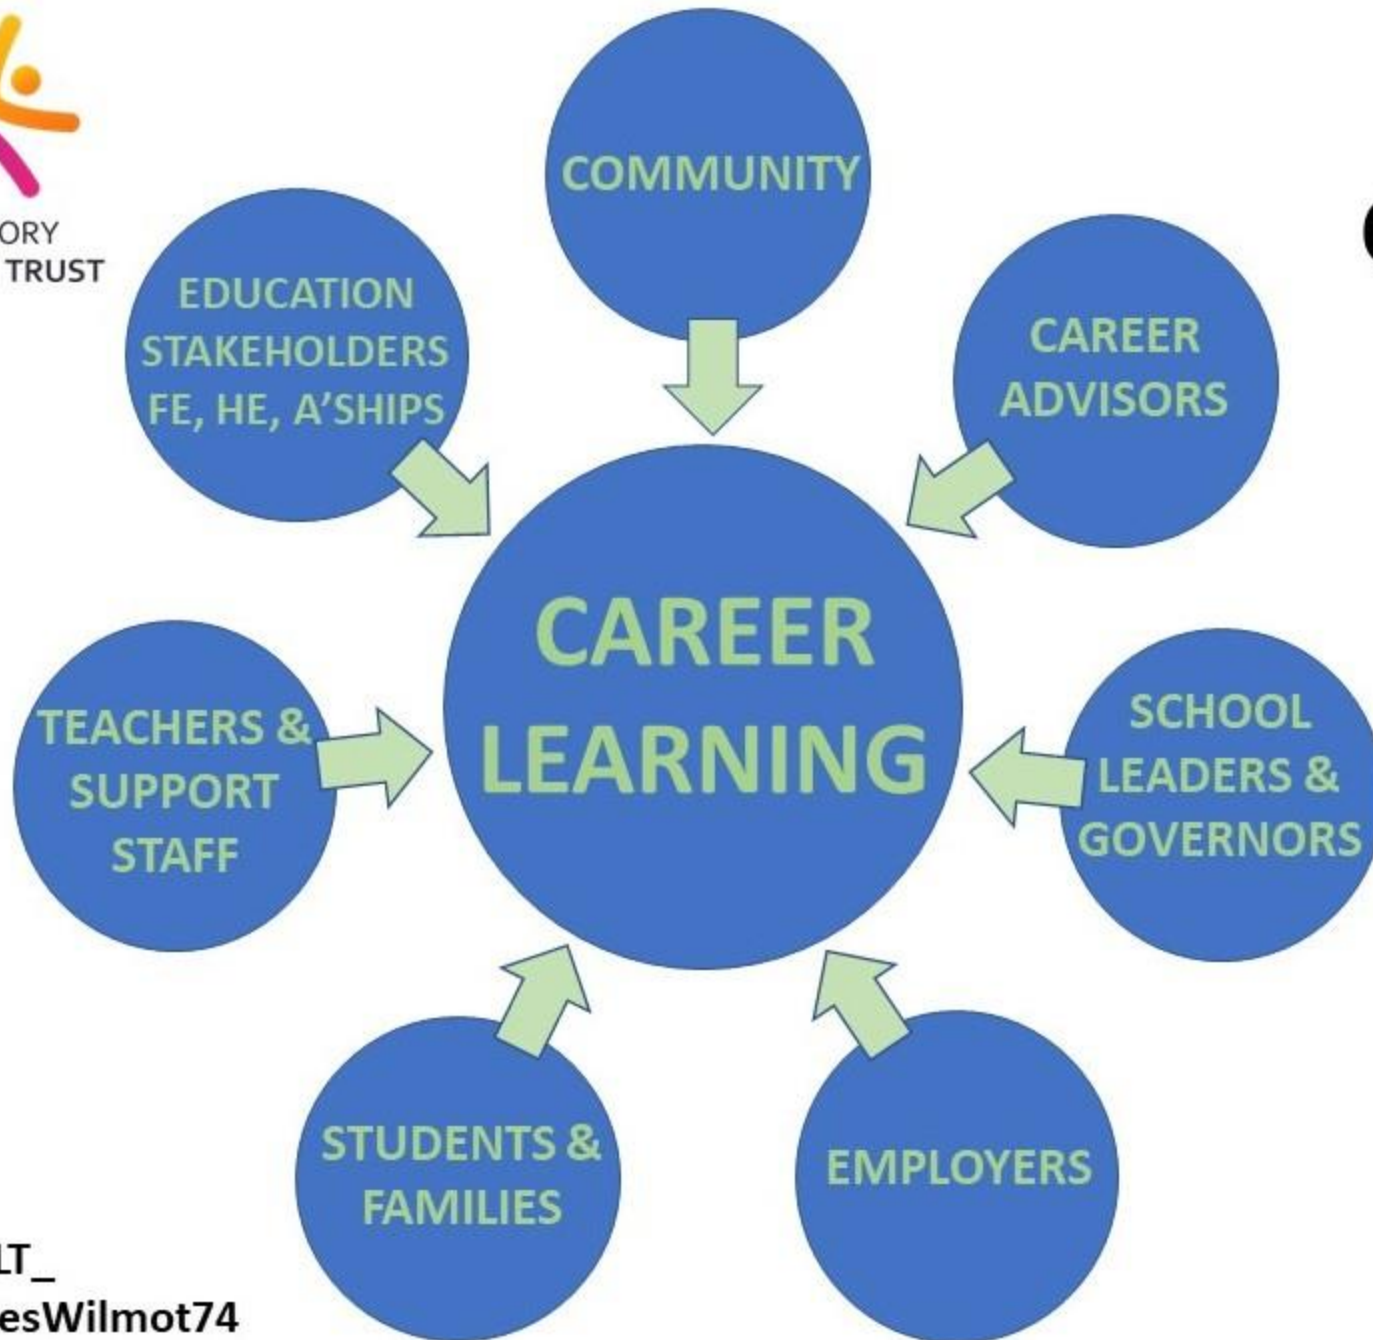 ORY
TRUST
COMMUNITY
EDUCATION
STAKEHOLDERS
FE, HE, A’SHIPS
CAREER
ADVISORS
CAREER
LEARNING
TEACHERS &
SUPPORT
STAFF
SCHOOL
LEADERS &
GOVERNORS
STUDENTS &
FAMILIES
EMPLOYERS
LT_
esWilmot74